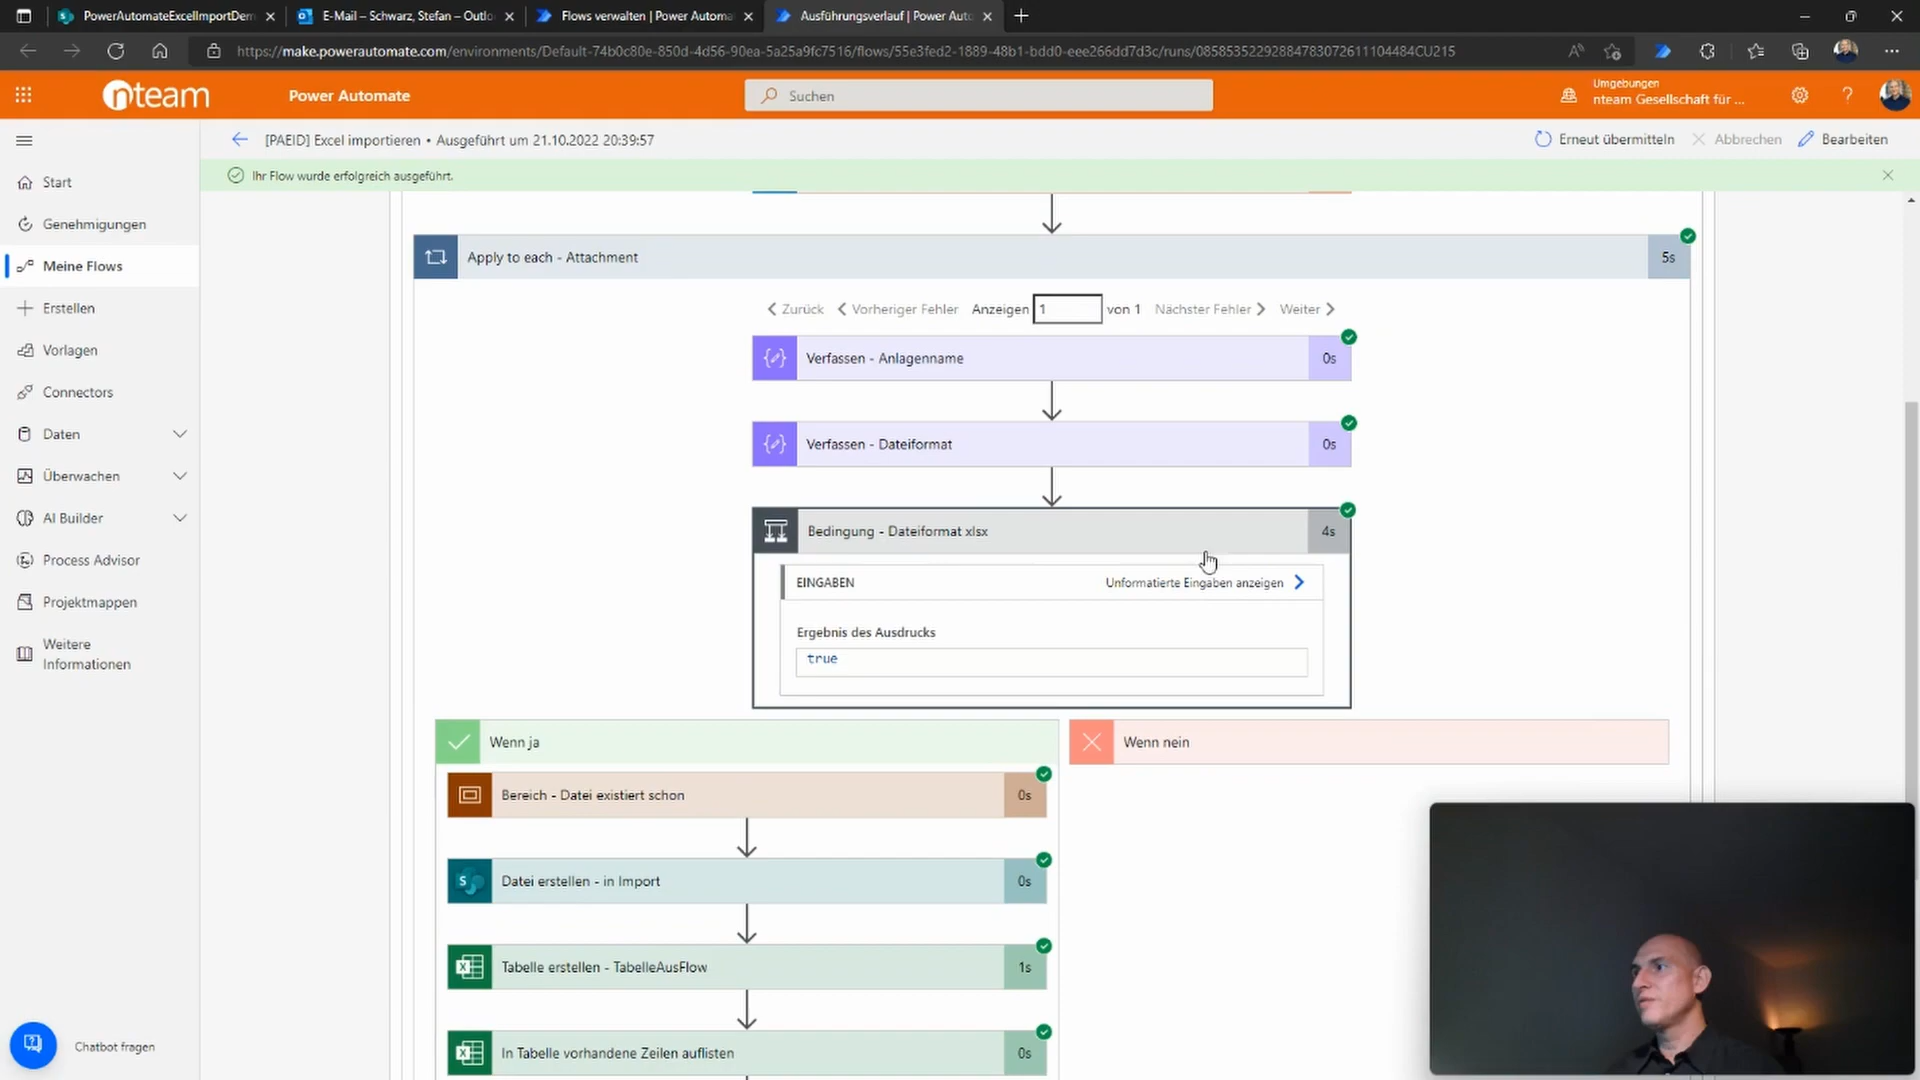 PowerAutomateExcelImportDem
E-Mail – Schwarz, Stefan – Outlo
Flows verwalten | Power Automa
Ausführungsverlauf | Power Auto
https://make.powerautomate.com/environments/Default-74b0c80e-850d-4d56-90ea-5a25a9fc7516/flows/55e3fed2-1889-48b1-bdd0-eee266dd7d3c/runs/08585352292884783072611104484CU215
nteam
Power Automate
Suchen
Umgebungen
nteam Gesellschaft für ...
[PAEID] Excel importieren • Ausgeführt um 21.10.2022 20:39:57
Erneut übermitteln
Abbrechen
Bearbeiten
Ihr Flow wurde erfolgreich ausgeführt.
Start
Genehmigungen
Meine Flows
Erstellen
Vorlagen
Connectors
Daten
Überwachen
AI Builder
Process Advisor
Projektmappen
Weitere
Informationen
Chatbot fragen
Apply to each - Attachment
5s
Zurück
Vorheriger Fehler
Anzeigen
1
von 1
Nächster Fehler
Weiter
Verfassen - Anlagenname
0s
Verfassen - Dateiformat
0s
Bedingung - Dateiformat xlsx
4s
EINGABEN
Unformatierte Eingaben anzeigen
Ergebnis des Ausdrucks
true
Wenn ja
Wenn nein
Bereich - Datei existiert schon
0s
Datei erstellen - in Import
0s
Tabelle erstellen - TabelleAusFlow
1s
In Tabelle vorhandene Zeilen auflisten
0s